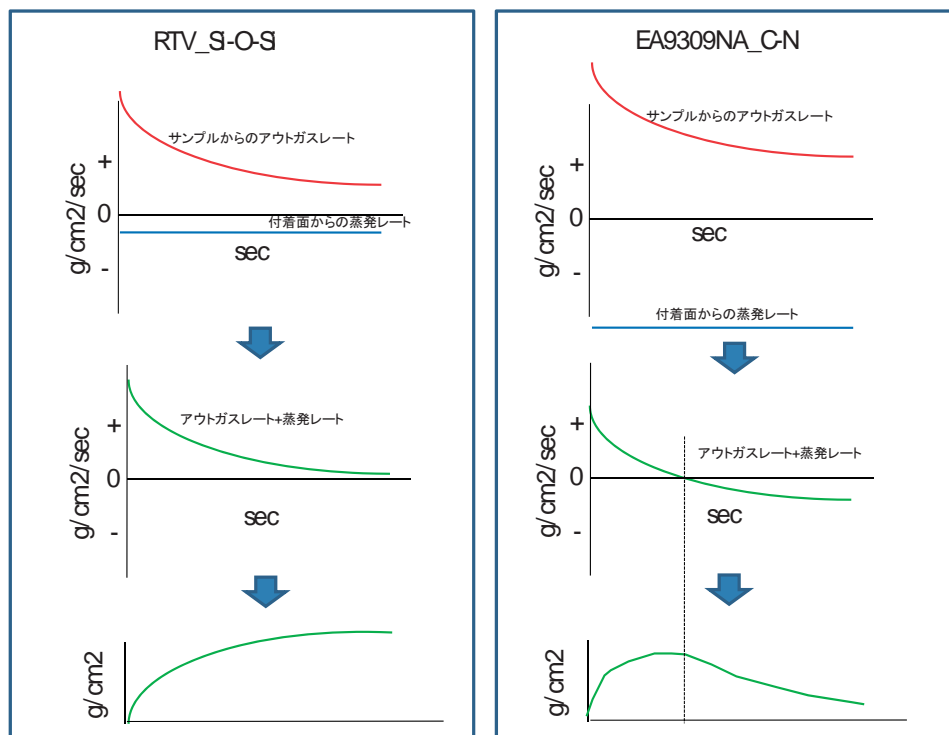 RTV_Si-O-Si
サンプルからのアウトガスレート
+
0
-
g/cm2/sec
付着面からの蒸発レート
sec
アウトガスレート+蒸発レート
+
0
-
g/cm2/sec
sec
g/cm2
EA9309NA_C-N
サンプルからのアウトガスレート
+
0
-
g/cm2/sec
sec
付着面からの蒸発レート
アウトガスレート+蒸発レート
+
0
-
g/cm2/sec
sec
g/cm2